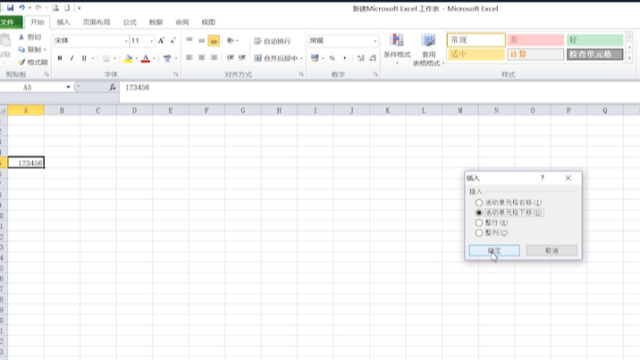 新建Microsoft Excel 工作表 - Microsoft Excel
文件 开始 插入 页面布局 公式 数据 审阅 视图
剪切 宋体 11 自动换行 常规 常规 差 好
复制 条件格式 套用 适中 计算 检查单元格
格式刷 B I U 合并后居中 % 表格格式
剪贴板 字体 对齐方式 数字 样式
A5 fx 123456
A B C D E F G H I J K L M N O P Q
123456
插入 ?
插入
活动单元格右移(I)
活动单元格下移(D)
整行(R)
整列(C)
确定 取消